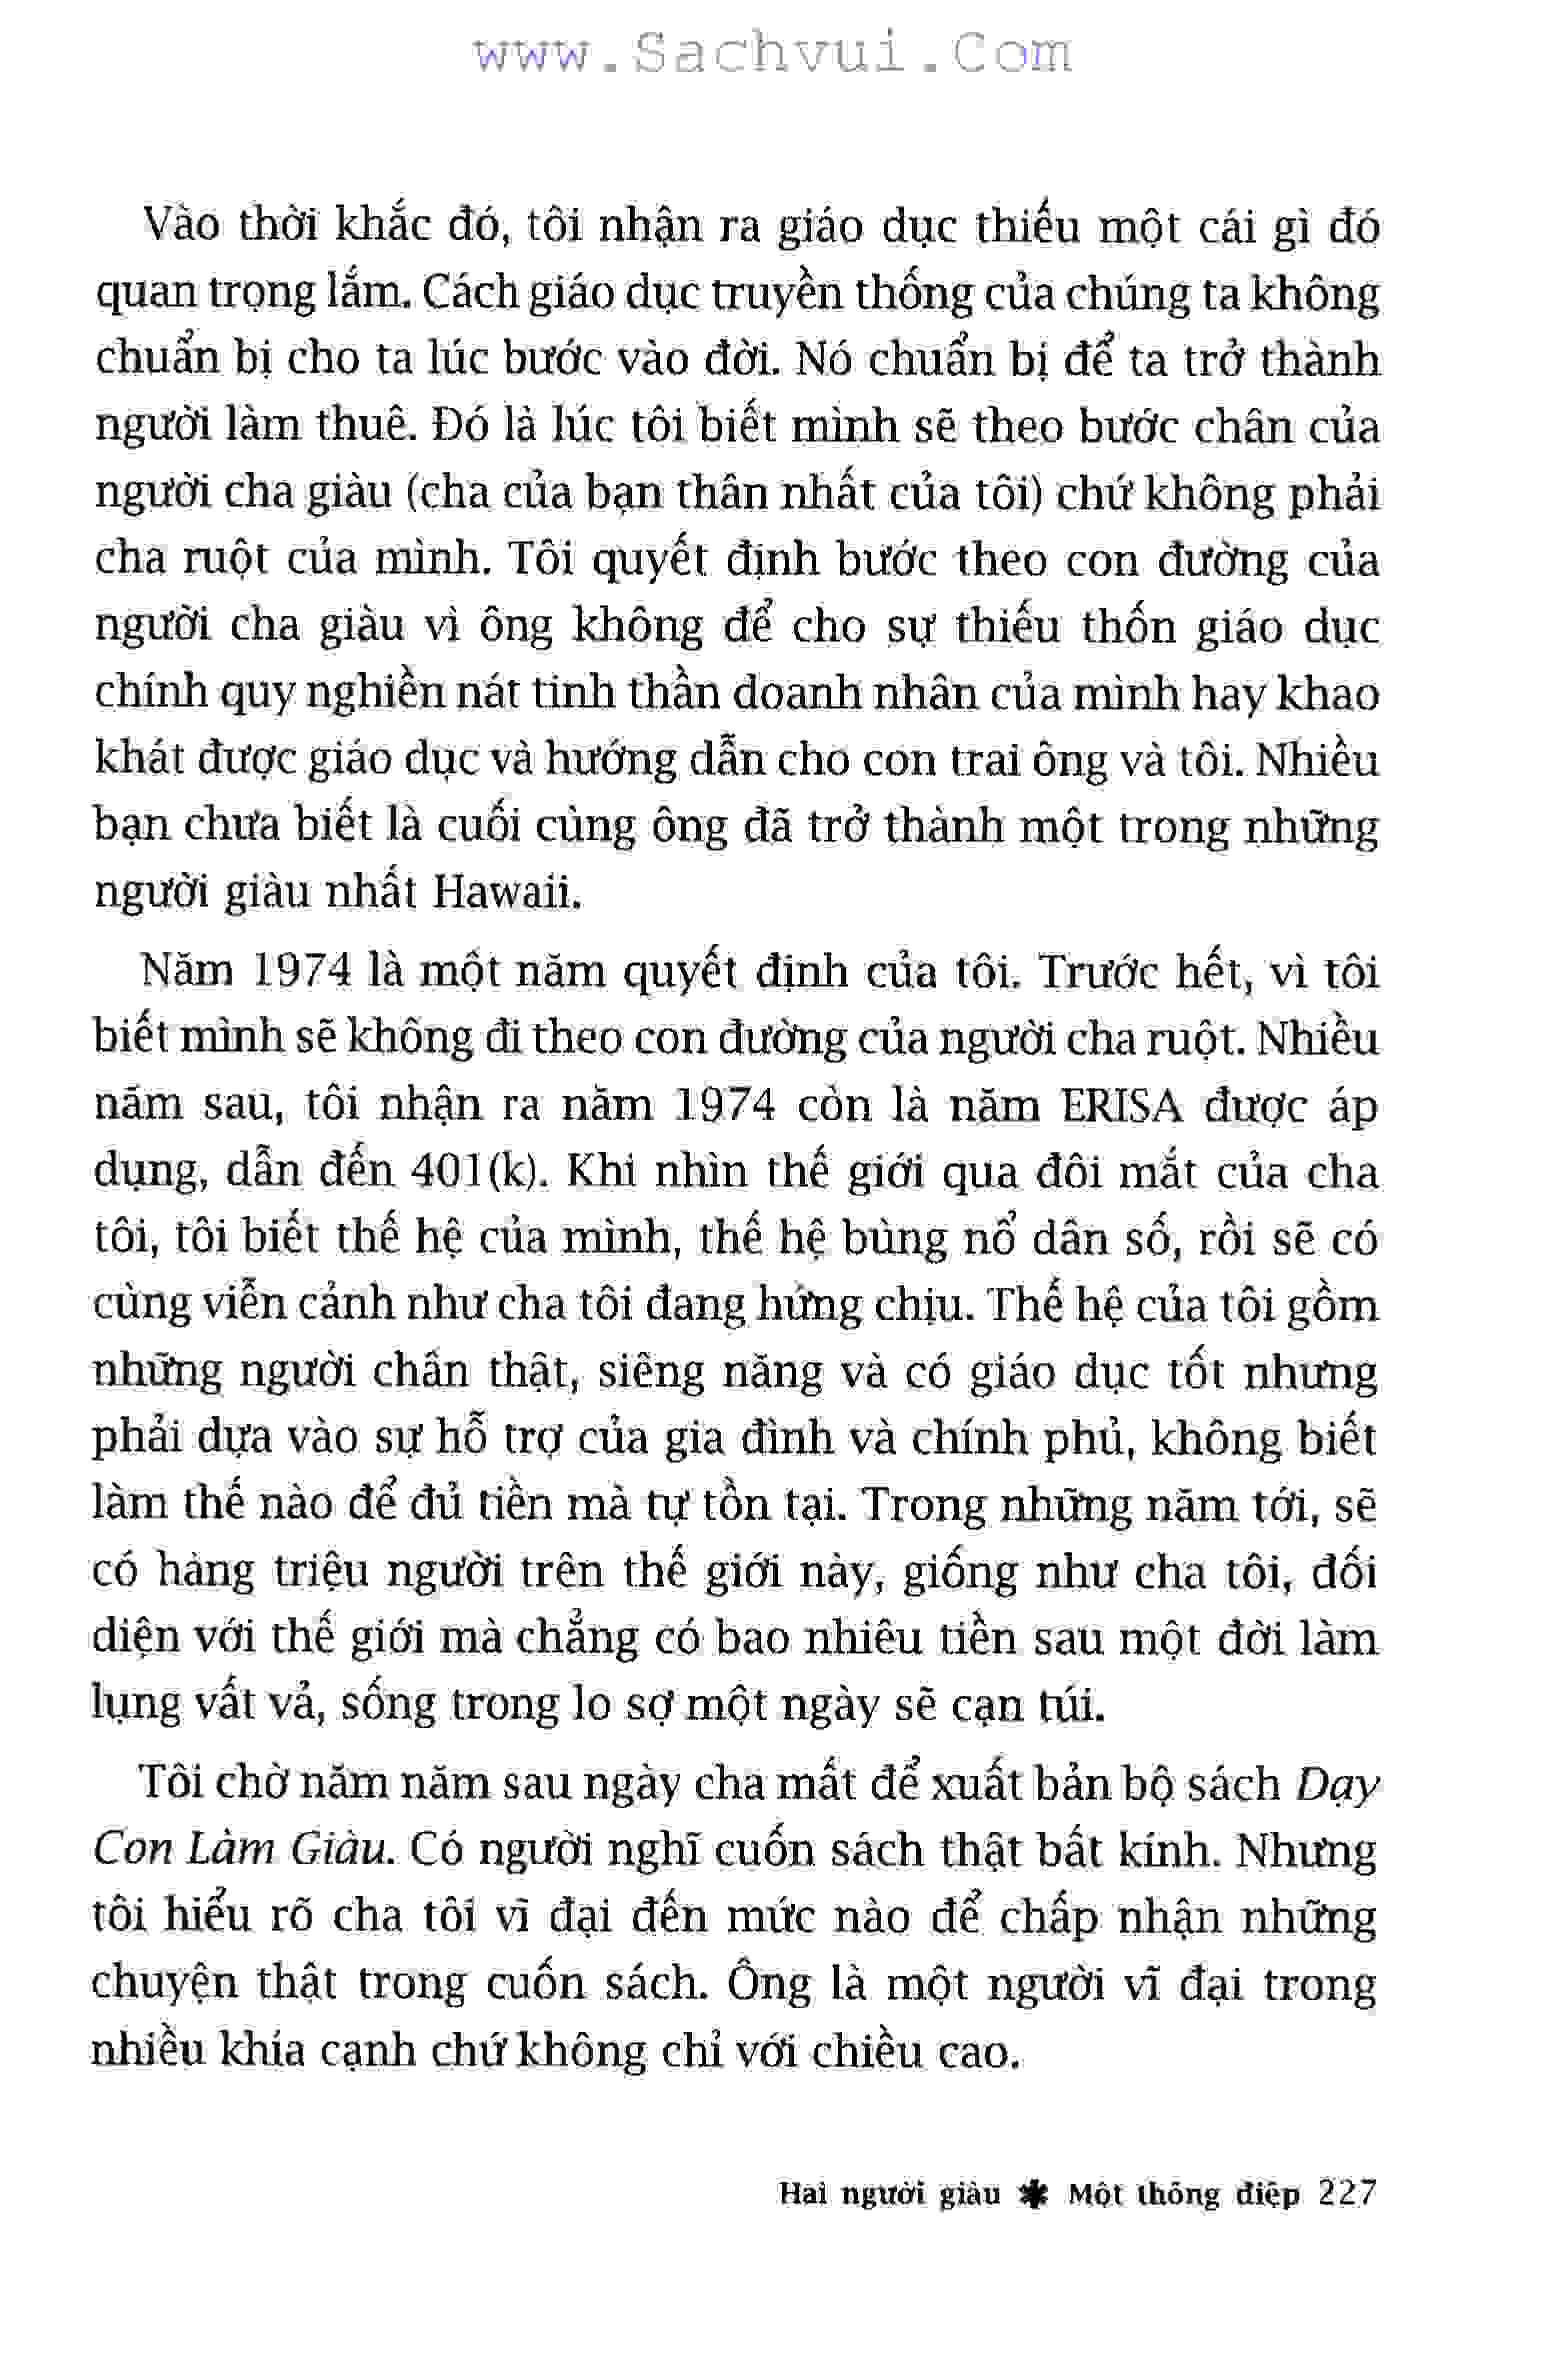 www.Sachvui.Com
Vào thời khắc đó, tôi nhận ra giáo dục thiếu một cái gì đó
quan trọng lắm. Cách giáo dục truyền thống của chúng ta không
chuẩn bị cho ta lúc bước vào đời. Nó chuẩn bị để ta trở thành
người làm thuê. Đó là lúc tôi biết mình sẽ theo bước chân của
người cha giàu (cha của bạn thân nhất của tôi) chứ không phải
cha ruột của mình. Tôi quyết định bước theo con đường của
người cha giàu vì ông không để cho sự thiếu thốn giáo dục
chính quy nghiền nát tinh thần doanh nhân của mình hay khao
khát được giáo dục và hướng dẫn cho con trai ông và tôi. Nhiều
bạn chưa biết là cuối cùng ông đã trở thành một trong những
người giàu nhất Hawaii.
Năm 1974 là một năm quyết định của tôi. Trước hết, vì tôi
biết mình sẽ không đi theo con đường của người cha ruột. Nhiều
năm sau, tôi nhận ra năm 1974 còn là năm ERISA được áp
dụng, dẫn đến 401(k). Khi nhìn thế giới qua đôi mắt của cha
tôi, tôi biết thế hệ của mình, thế hệ bùng nổ dân số, rồi sẽ có
cùng viễn cảnh như cha tôi đang hứng chịu. Thế hệ của tôi gồm
những người chân thật, siêng năng và có giáo dục tốt nhưng
phải dựa vào sự hỗ trợ của gia đình và chính phủ, không biết
làm thế nào để đủ tiền mà tự tồn tại. Trong những năm tới, sẽ
có hàng triệu người trên thế giới này, giống như cha tôi, đối
diện với thế giới mà chẳng có bao nhiêu tiền sau một đời làm
lụng vất vả, sống trong lo sợ một ngày sẽ cạn túi.
Tôi chờ năm năm sau ngày cha mất để xuất bản bộ sách Dạy
Con Làm Giàu. Có người nghĩ cuốn sách thật bất kính. Nhưng
tôi hiểu rõ cha tôi vĩ đại đến mức nào để chấp nhận những
chuyện thật trong cuốn sách. Ông là một người vĩ đại trong
nhiều khía cạnh chứ không chỉ với chiều cao.
Hai người giàu ✱ Một thông điệp 227